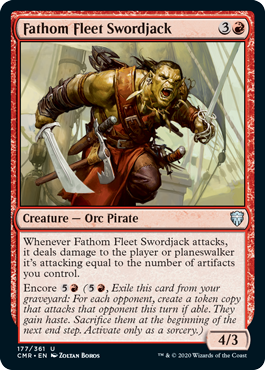 Fathom Fleet Swordjack 3
Creature — Orc Pirate
Whenever Fathom Fleet Swordjack attacks,
it deals damage to the player or planeswalker
it's attacking equal to the number of artifacts
you control.
Encore 5 (5, Exile this card from your
graveyard: For each opponent, create a token copy
that attacks that opponent this turn if able. They
gain haste. Sacrifice them at the beginning of the
next end step. Activate only as a sorcery.)
4/3
177/361 U
CMR • EN ZOLTAN BOROS
™ & © 2020 Wizards of the Coast